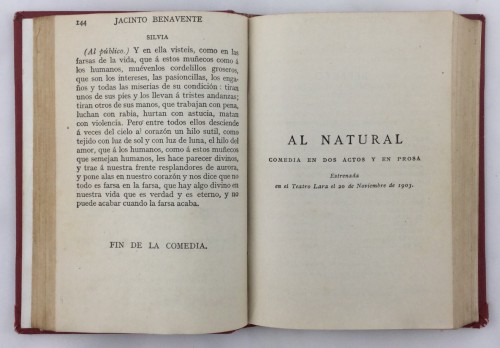 144 JACINTO BENAVENTE
SILVIA
(Al público.) Y en ella visteis, como en las
farsas de la vida, que á estos muñecos como á
los humanos, muévenlos cordelillos groseros,
que son los intereses, las pasioncillas, los enga-
ños y todas las miserias de su condición: tiran
unos de sus pies y los llevan á tristes andanzas;
tiran otros de sus manos, que trabajan con pena,
luchan con rabia, hurtan con astucia, matan
con violencia. Pero entre todos ellos desciende
á veces del cielo al corazón un hilo sutil, como
tejido con luz de sol y con luz de luna, el hilo del
amor, que á los humanos, como á estos muñecos
que semejan humanos, les hace parecer divinos,
y trae á nuestra frente resplandores de aurora,
y pone alas en nuestro corazón y nos dice que no
todo es farsa en la farsa, que hay algo divino en
nuestra vida que es verdad y es eterno, y no
puede acabar cuando la farsa acaba.
FIN DE LA COMEDIA.
AL NATURAL
COMEDIA EN DOS ACTOS Y EN PROSA
Estrenada
en el Teatro Lara el 20 de Noviembre de 1903.